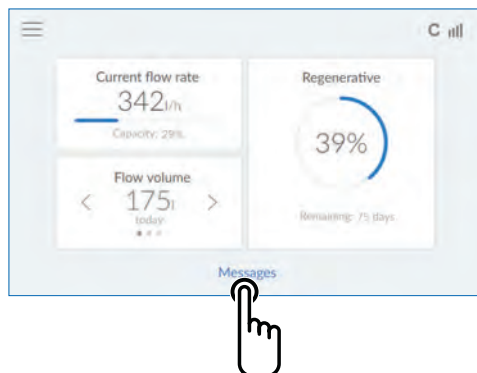 C
Current flow rate
342l/h
Capacity: 29%
Regenerative
39%
Remaining: 75 days
Flow volume
< 175l >
today
Messages